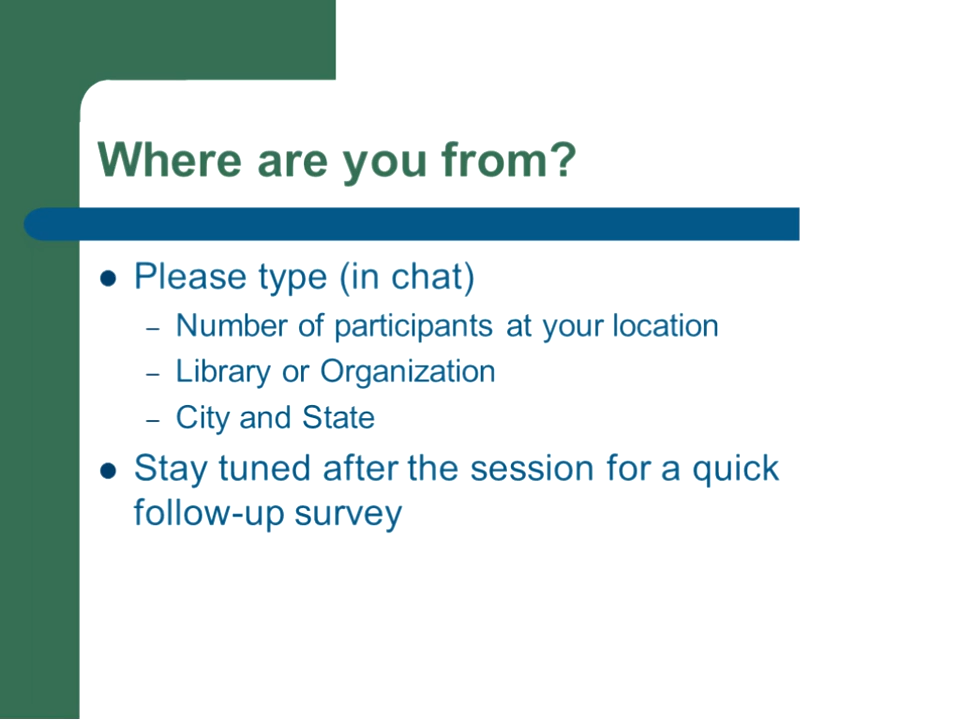 Where are you from?
● Please type (in chat)
– Number of participants at your location
– Library or Organization
– City and State
● Stay tuned after the session for a quick
follow-up survey